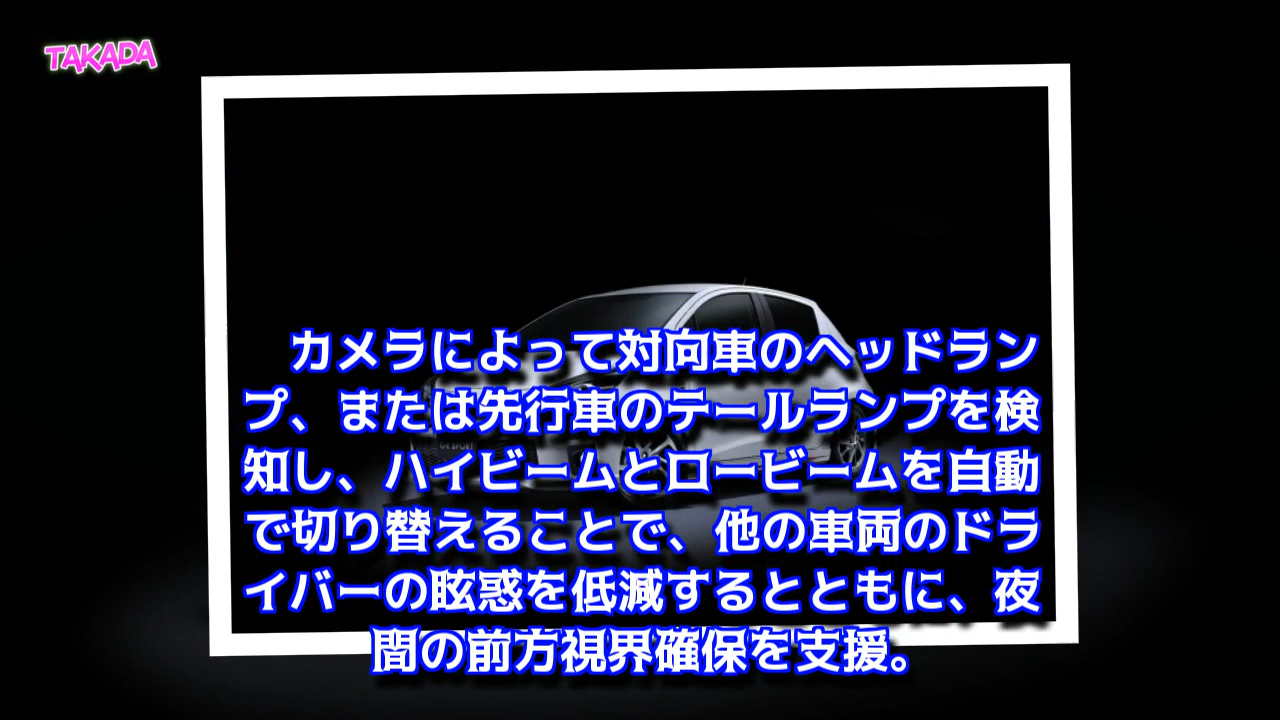 TAKADA
カメラによって対向車のヘッドラン
プ、または先行車のテールランプを検
知し、ハイビームとロービームを自動
で切り替えることで、他の車両のドラ
イバーの眩惑を低減するとともに、夜
間の前方視界確保を支援。
GR SPORT